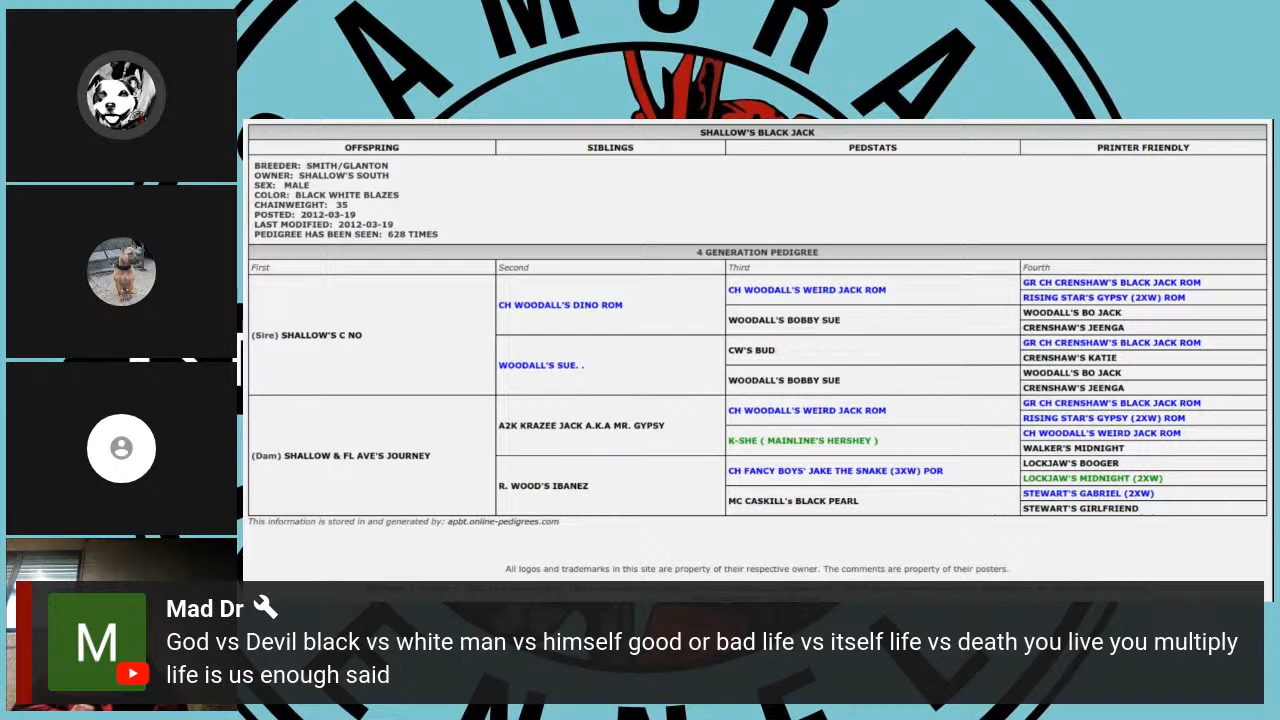 AMORA
SHALLOW'S BLACK JACK
OFFSPRING SIBLINGS PEDSTATS PRINTER FRIENDLY
BREEDER: SMITH/GLANTON
OWNER: SHALLOW'S SOUTH
SEX: MALE
COLOR: BLACK WHITE BLAZES
CHAINWEIGHT: 35
POSTED: 2012-03-19
LAST MODIFIED: 2012-03-19
PEDIGREE HAS BEEN SEEN: 628 TIMES
4 GENERATION PEDIGREE
First Second Third Fourth
(Sire) SHALLOW'S C NO
CH WOODALL'S DINO ROM
WOODALL'S SUE. .
CH WOODALL'S WEIRD JACK ROM
WOODALL'S BOBBY SUE
CW'S BUD
WOODALL'S BOBBY SUE
GR CH CRENSHAW'S BLACK JACK ROM
RISING STAR'S GYPSY (2XW) ROM
WOODALL'S BO JACK
CRENSHAW'S JEENGA
GR CH CRENSHAW'S BLACK JACK ROM
CRENSHAW'S KATIE
WOODALL'S BO JACK
CRENSHAW'S JEENGA
(Dam) SHALLOW & FL AVE'S JOURNEY
A2K KRAZEE JACK A.K.A MR. GYPSY
R. WOOD'S IBANEZ
CH WOODALL'S WEIRD JACK ROM
K-SHE ( MAINLINE'S HERSHEY )
CH FANCY BOYS' JAKE THE SNAKE (3XW) POR
MC CASKILL's BLACK PEARL
GR CH CRENSHAW'S BLACK JACK ROM
RISING STAR'S GYPSY (2XW) ROM
CH WOODALL'S WEIRD JACK ROM
WALKER'S MIDNIGHT
LOCKJAW'S BOOGER
LOCKJAW'S MIDNIGHT (2XW)
STEWART'S GABRIEL (2XW)
STEWART'S GIRLFRIEND
This information is stored in and generated by: apbt.online-pedigrees.com
All logos and trademarks in this site are property of their respective owner. The comments are property of their posters.
M
Mad Dr
God vs Devil black vs white man vs himself good or bad life vs itself life vs death you live you multiply
life is us enough said